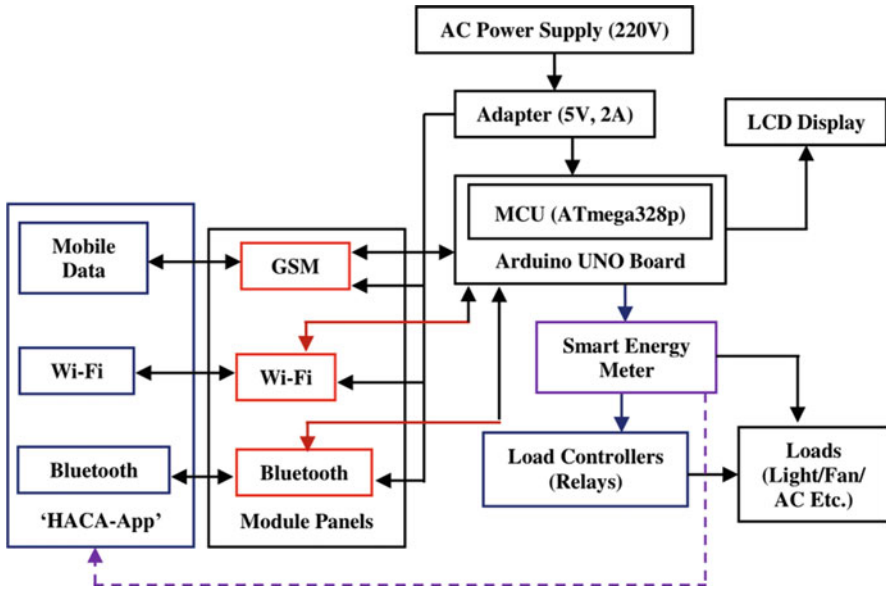 AC Power Supply (220V)
Adapter (5V, 2A)
LCD Display
MCU (ATmega328p)
Arduino UNO Board
Mobile
Data
GSM
Wi-Fi
Wi-Fi
Smart Energy
Meter
Bluetooth
Bluetooth
Load Controllers
(Relays)
Loads
(Light/Fan/
AC Etc.)
‘HACA-App’
Module Panels